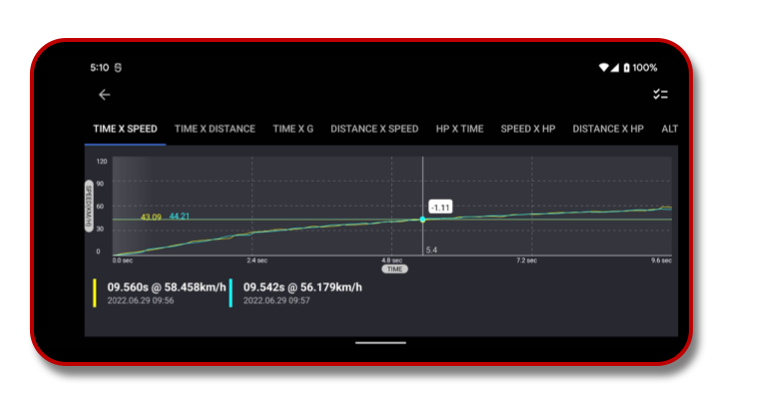 5:10 100%
TIME X SPEED TIME X DISTANCE TIME X G DISTANCE X SPEED HP X TIME SPEED X HP DISTANCE X HP ALT
120
90
60
30
0
SPEED(KM/H)
43.09 44.21
-1.11
5.4
0.0 sec 2.4 sec 4.8 sec 7.2 sec 9.6 sec
TIME
09.560s @ 58.458km/h 09.542s @ 56.179km/h
2022.06.29 09:56 2022.06.29 09:57